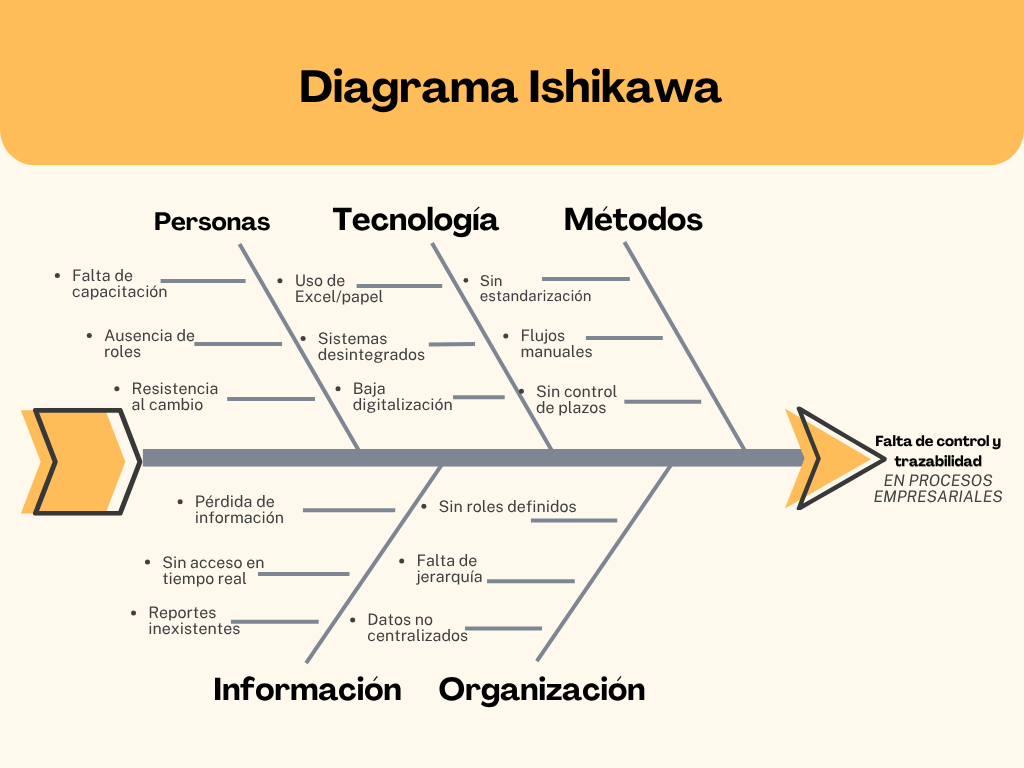 Diagrama Ishikawa
Personas
Tecnología
Métodos
• Falta de
capacitación
• Ausencia de
roles
• Resistencia
al cambio
• Uso de
Excel/papel
• Sistemas
desintegrados
• Baja
digitalización
• Sin
estandarización
• Flujos
manuales
• Sin control
de plazos
Falta de control y
trazabilidad
EN PROCESOS
EMPRESARIALES
• Pérdida de
información
• Sin acceso en
tiempo real
• Reportes
inexistentes
• Sin roles definidos
• Falta de
jerarquía
• Datos no
centralizados
Información
Organización